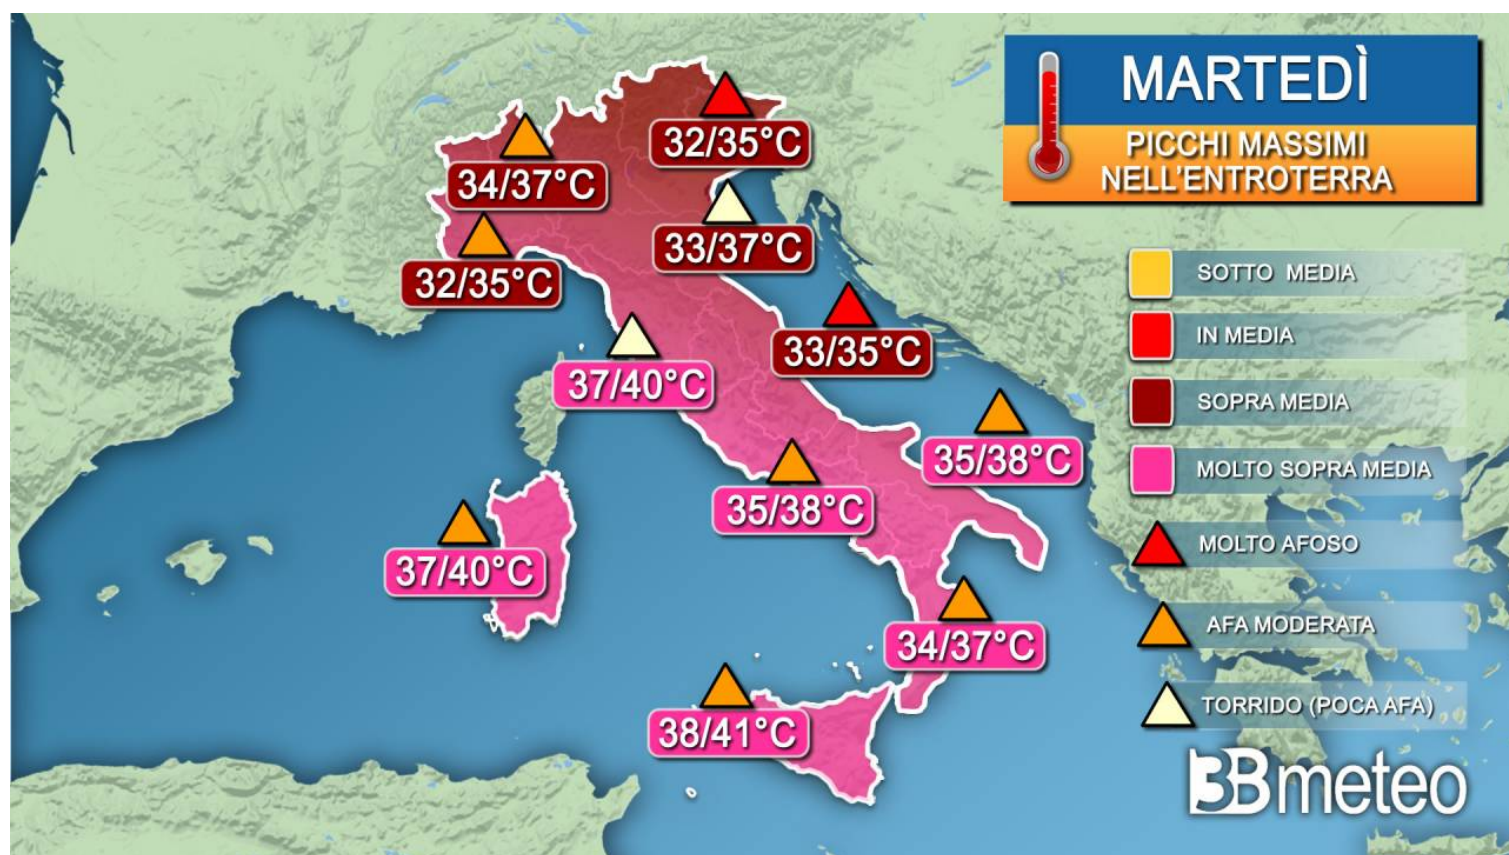 MARTEDÌ
PICCHI MASSIMI
NELL'ENTROTERRA
32/35°C
34/37°C
33/37°C
32/35°C
33/35°C
37/40°C
35/38°C
35/38°C
37/40°C
34/37°C
38/41°C
SOTTO MEDIA
IN MEDIA
SOPRA MEDIA
MOLTO SOPRA MEDIA
MOLTO AFOSO
AFA MODERATA
TORRIDO (POCA AFA)
3Bmeteo